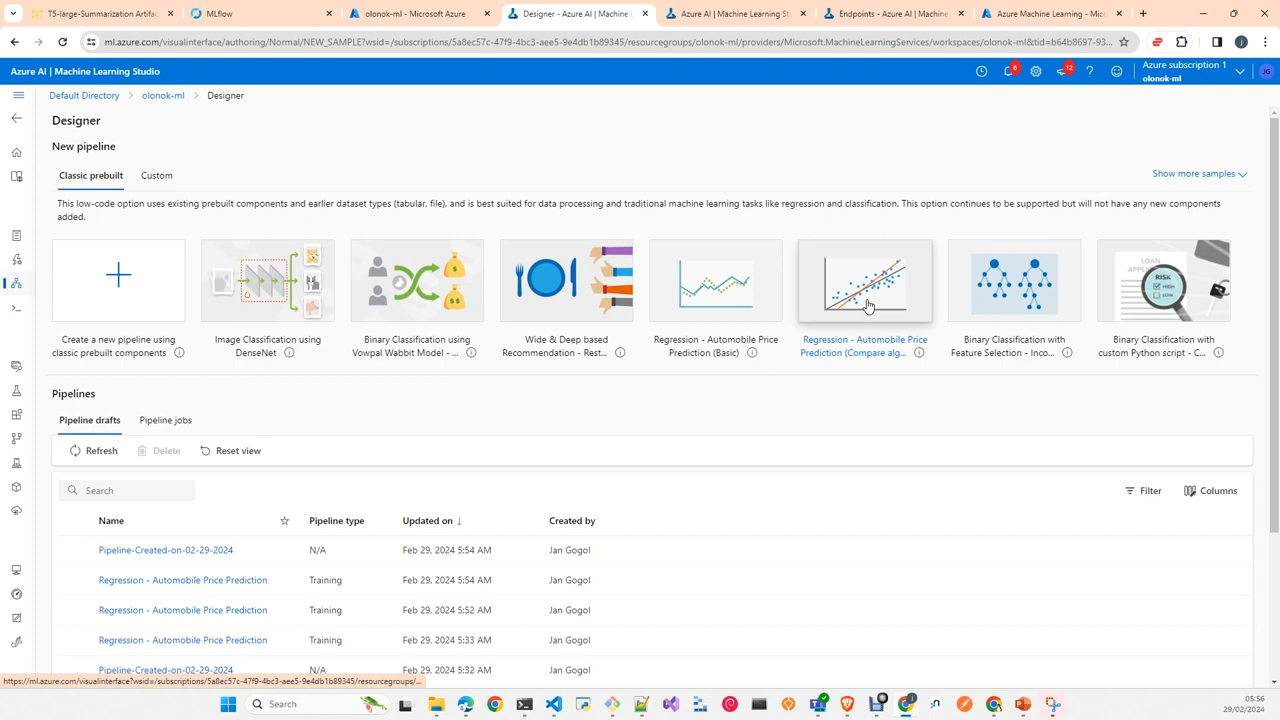 T5-large-Summarization Artifac
MLflow
olonok-ml - Microsoft Azure
Designer - Azure AI | Machine L
Azure AI | Machine Learning Stu
Endpoints - Azure AI | Machine
Azure Machine Learning - Micro
ml.azure.com/visualinterface/authoring/Normal/NEW_SAMPLE?wsid=/subscriptions/5a8ec57c-47f9-4bc3-aee5-9e4db1b89345/resourcegroups/olonok-ml/providers/Microsoft.MachineLearningServices/workspaces/olonok-ml&tid=b64b8697-93...
Azure AI | Machine Learning Studio
6
12
Azure subscription 1
olonok-ml
JG
Default Directory
olonok-ml
Designer
Designer
New pipeline
Classic prebuilt
Custom
Show more samples
This low-code option uses existing prebuilt components and earlier dataset types (tabular, file), and is best suited for data processing and traditional machine learning tasks like regression and classification. This option continues to be supported but will not have any new components
added.
LOAN
RISK
HIGH
LOW
Create a new pipeline using
classic prebuilt components
Image Classification using
DenseNet
Binary Classification using
Vowpal Wabbit Model - ...
Wide & Deep based
Recommendation - Rest...
Regression - Automobile Price
Prediction (Basic)
Regression - Automobile Price
Prediction (Compare alg...
Binary Classification with
Feature Selection - Inco...
Binary Classification with
custom Python script - C...
Pipelines
Pipeline drafts
Pipeline jobs
Refresh
Delete
Reset view
Search
Filter
Columns
Name
Pipeline type
Updated on ↓
Created by
Pipeline-Created-on-02-29-2024 N/A Feb 29, 2024 5:54 AM Jan Gogol
Regression - Automobile Price Prediction Training Feb 29, 2024 5:54 AM Jan Gogol
Regression - Automobile Price Prediction Training Feb 29, 2024 5:52 AM Jan Gogol
Regression - Automobile Price Prediction Training Feb 29, 2024 5:33 AM Jan Gogol
Pipeline-Created-on-02-29-2024 N/A Feb 29, 2024 5:32 AM Jan Gogol
https://ml.azure.com/visualinterface?wsid=/subscriptions/5a8ec57c-47f9-4bc3-aee5-9e4db1b89345/resourcegroups/...
Search
05:56
29/02/2024